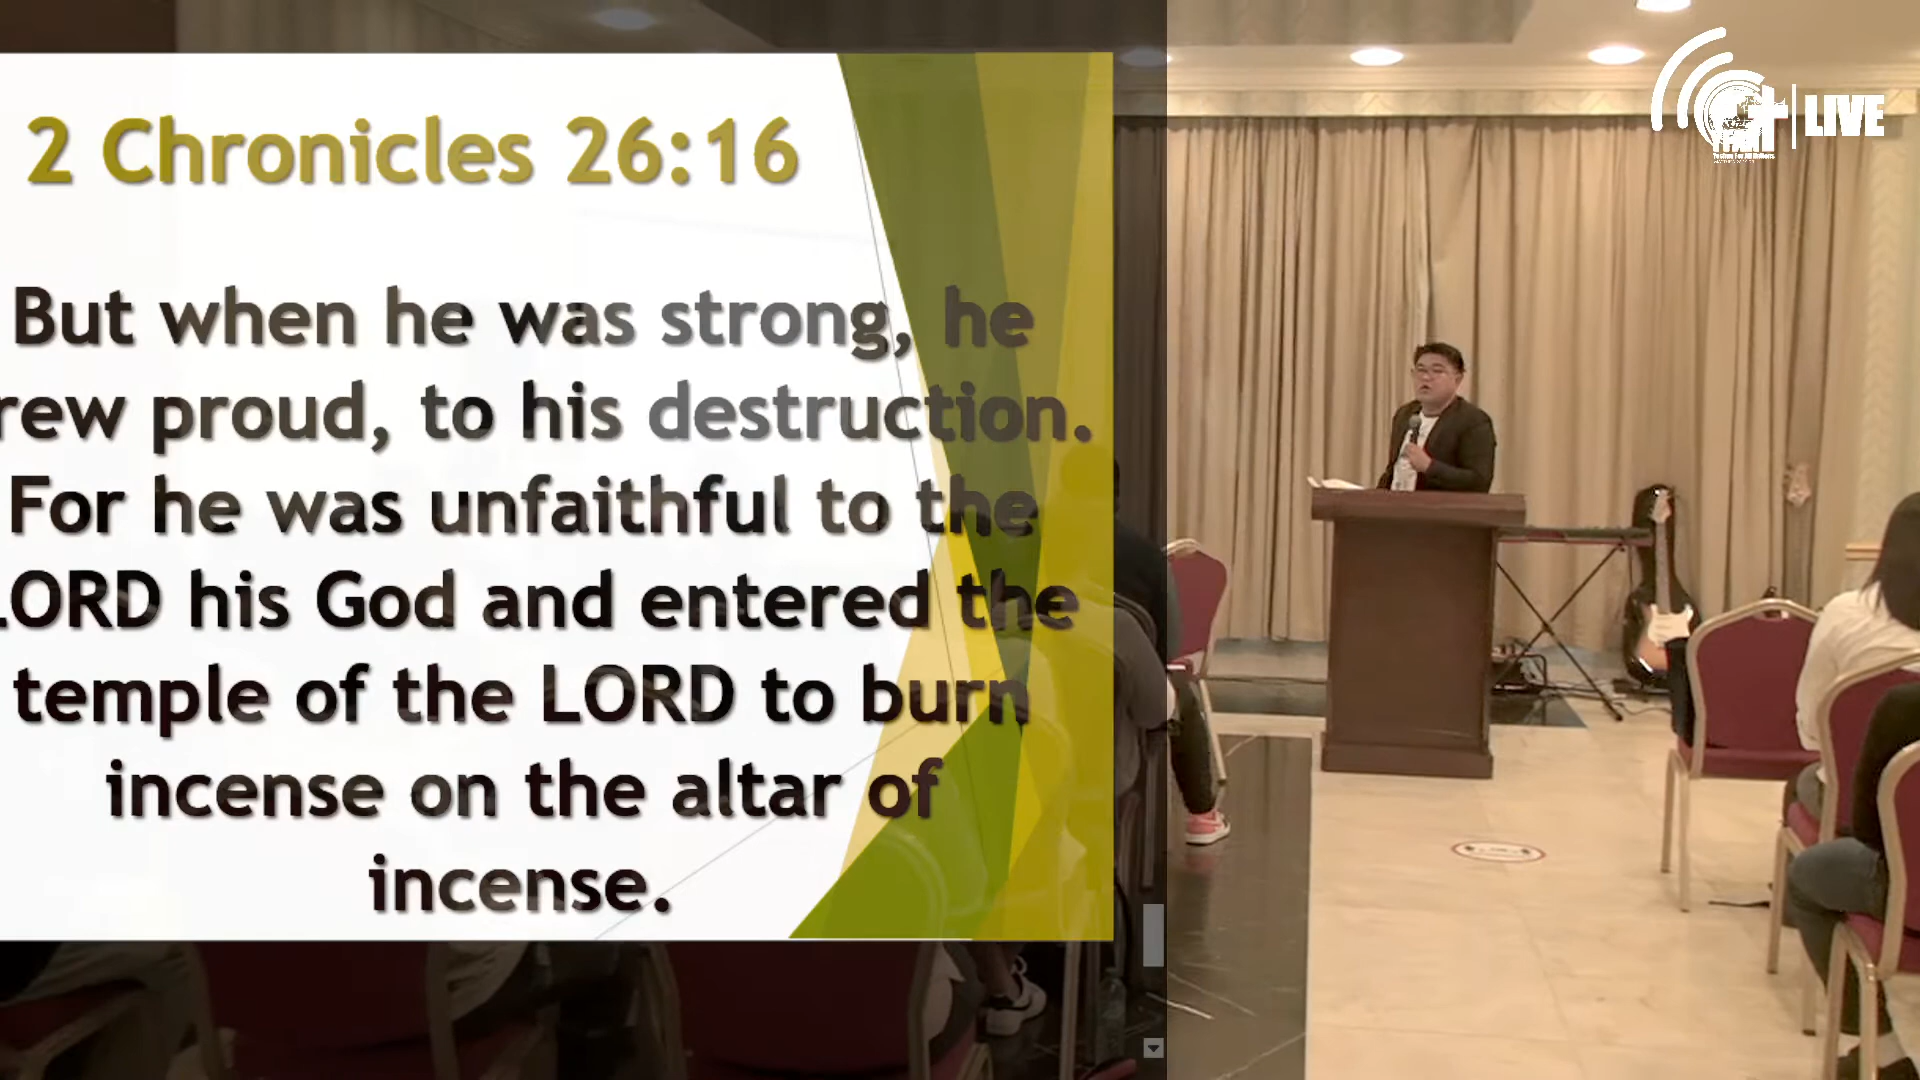 2 Chronicles 26:16
But when he was strong, he
rew proud, to his destruction.
For he was unfaithful to the
LORD his God and entered the
temple of the LORD to burn
incense on the altar of
incense.
LIVE